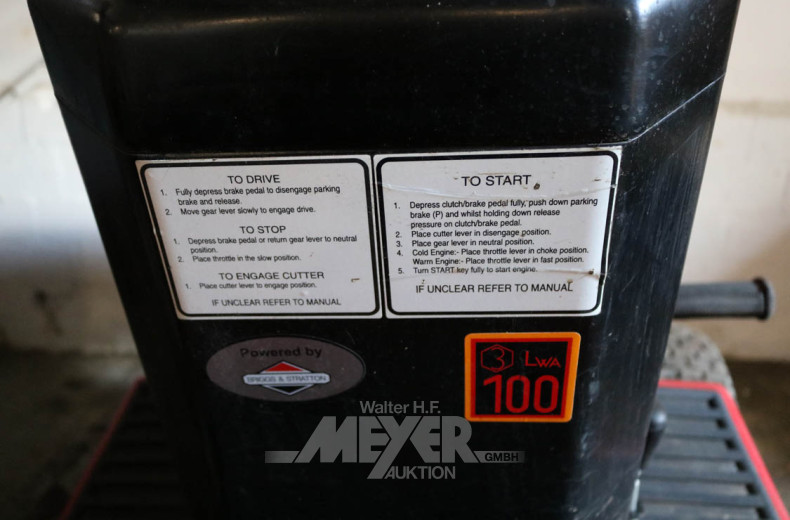 TO DRIVE
1. Fully depress brake pedal to disengage parking
brake and release.
2. Move gear lever slowly to engage drive.
TO STOP
1. Depress brake pedal or return gear lever to neutral
position.
2. Place throttle in the slow position.
TO ENGAGE CUTTER
1. Place cutter lever to engage position.
IF UNCLEAR REFER TO MANUAL
TO START
1. Depress clutch/brake pedal fully, push down parking
brake (P) and whilst holding down release
pressure on clutch/brake pedal.
2. Place cutter lever in disengage position.
3. Place gear lever in neutral position.
4. Cold Engine:- Place throttle lever in choke position.
Warm Engine:- Place throttle lever in fast position.
5. Turn START key fully to start engine.
IF UNCLEAR REFER TO MANUAL
Powered by
BRIGGS & STRATTON
3 LWA
100
Walter H.F.
MEYER
GMBH
AUKTION